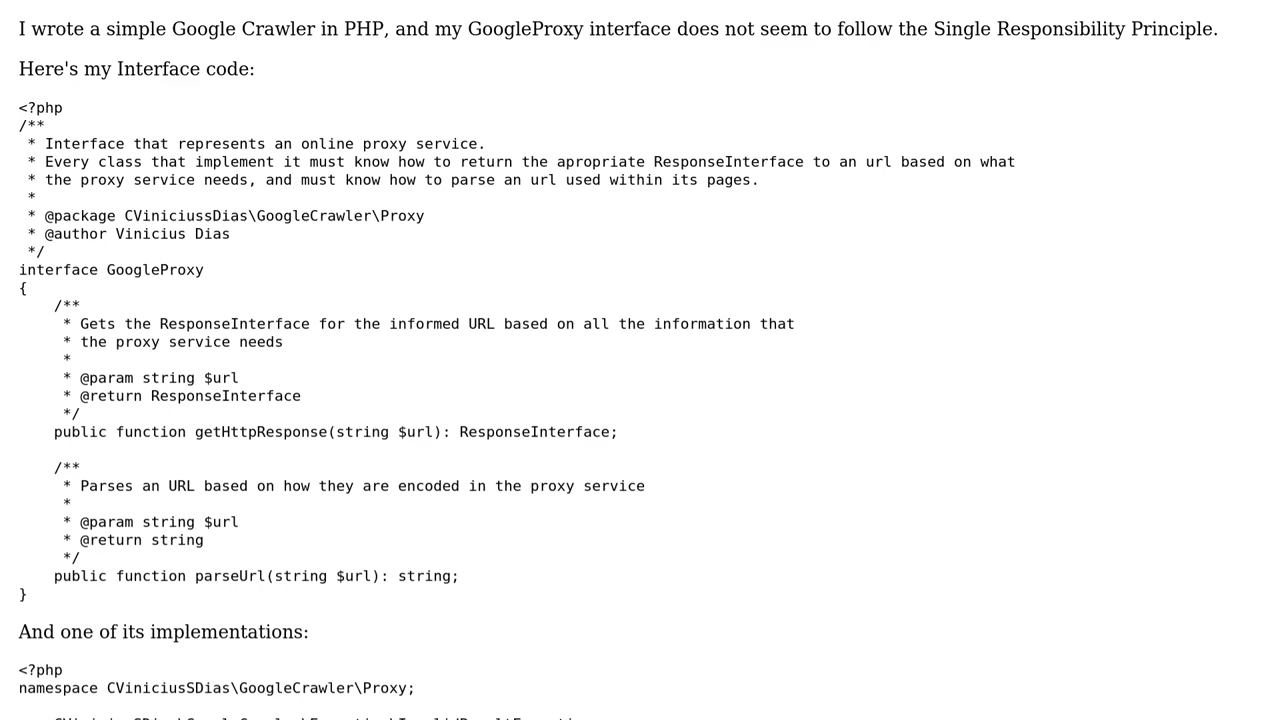 I wrote a simple Google Crawler in PHP, and my GoogleProxy interface does not seem to follow the Single Responsibility Principle.
Here's my Interface code:
<?php
/**
 * Interface that represents an online proxy service.
 * Every class that implement it must know how to return the apropriate ResponseInterface to an url based on what
 * the proxy service needs, and must know how to parse an url used within its pages.
 *
 * @package CViniciussDias\GoogleCrawler\Proxy
 * @author Vinicius Dias
 */
interface GoogleProxy
{
    /**
     * Gets the ResponseInterface for the informed URL based on all the information that
     * the proxy service needs
     *
     * @param string $url
     * @return ResponseInterface
     */
    public function getHttpResponse(string $url): ResponseInterface;

    /**
     * Parses an URL based on how they are encoded in the proxy service
     *
     * @param string $url
     * @return string
     */
    public function parseUrl(string $url): string;
}
And one of its implementations:
<?php
namespace CViniciusSDias\GoogleCrawler\Proxy;